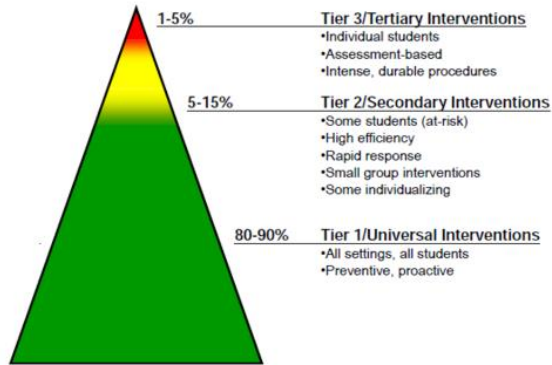 1-5% Tier 3/Tertiary Interventions
•Individual students
•Assessment-based
•Intense, durable procedures
5-15% Tier 2/Secondary Interventions
•Some students (at-risk)
•High efficiency
•Rapid response
•Small group interventions
•Some individualizing
80-90% Tier 1/Universal Interventions
•All settings, all students
•Preventive, proactive